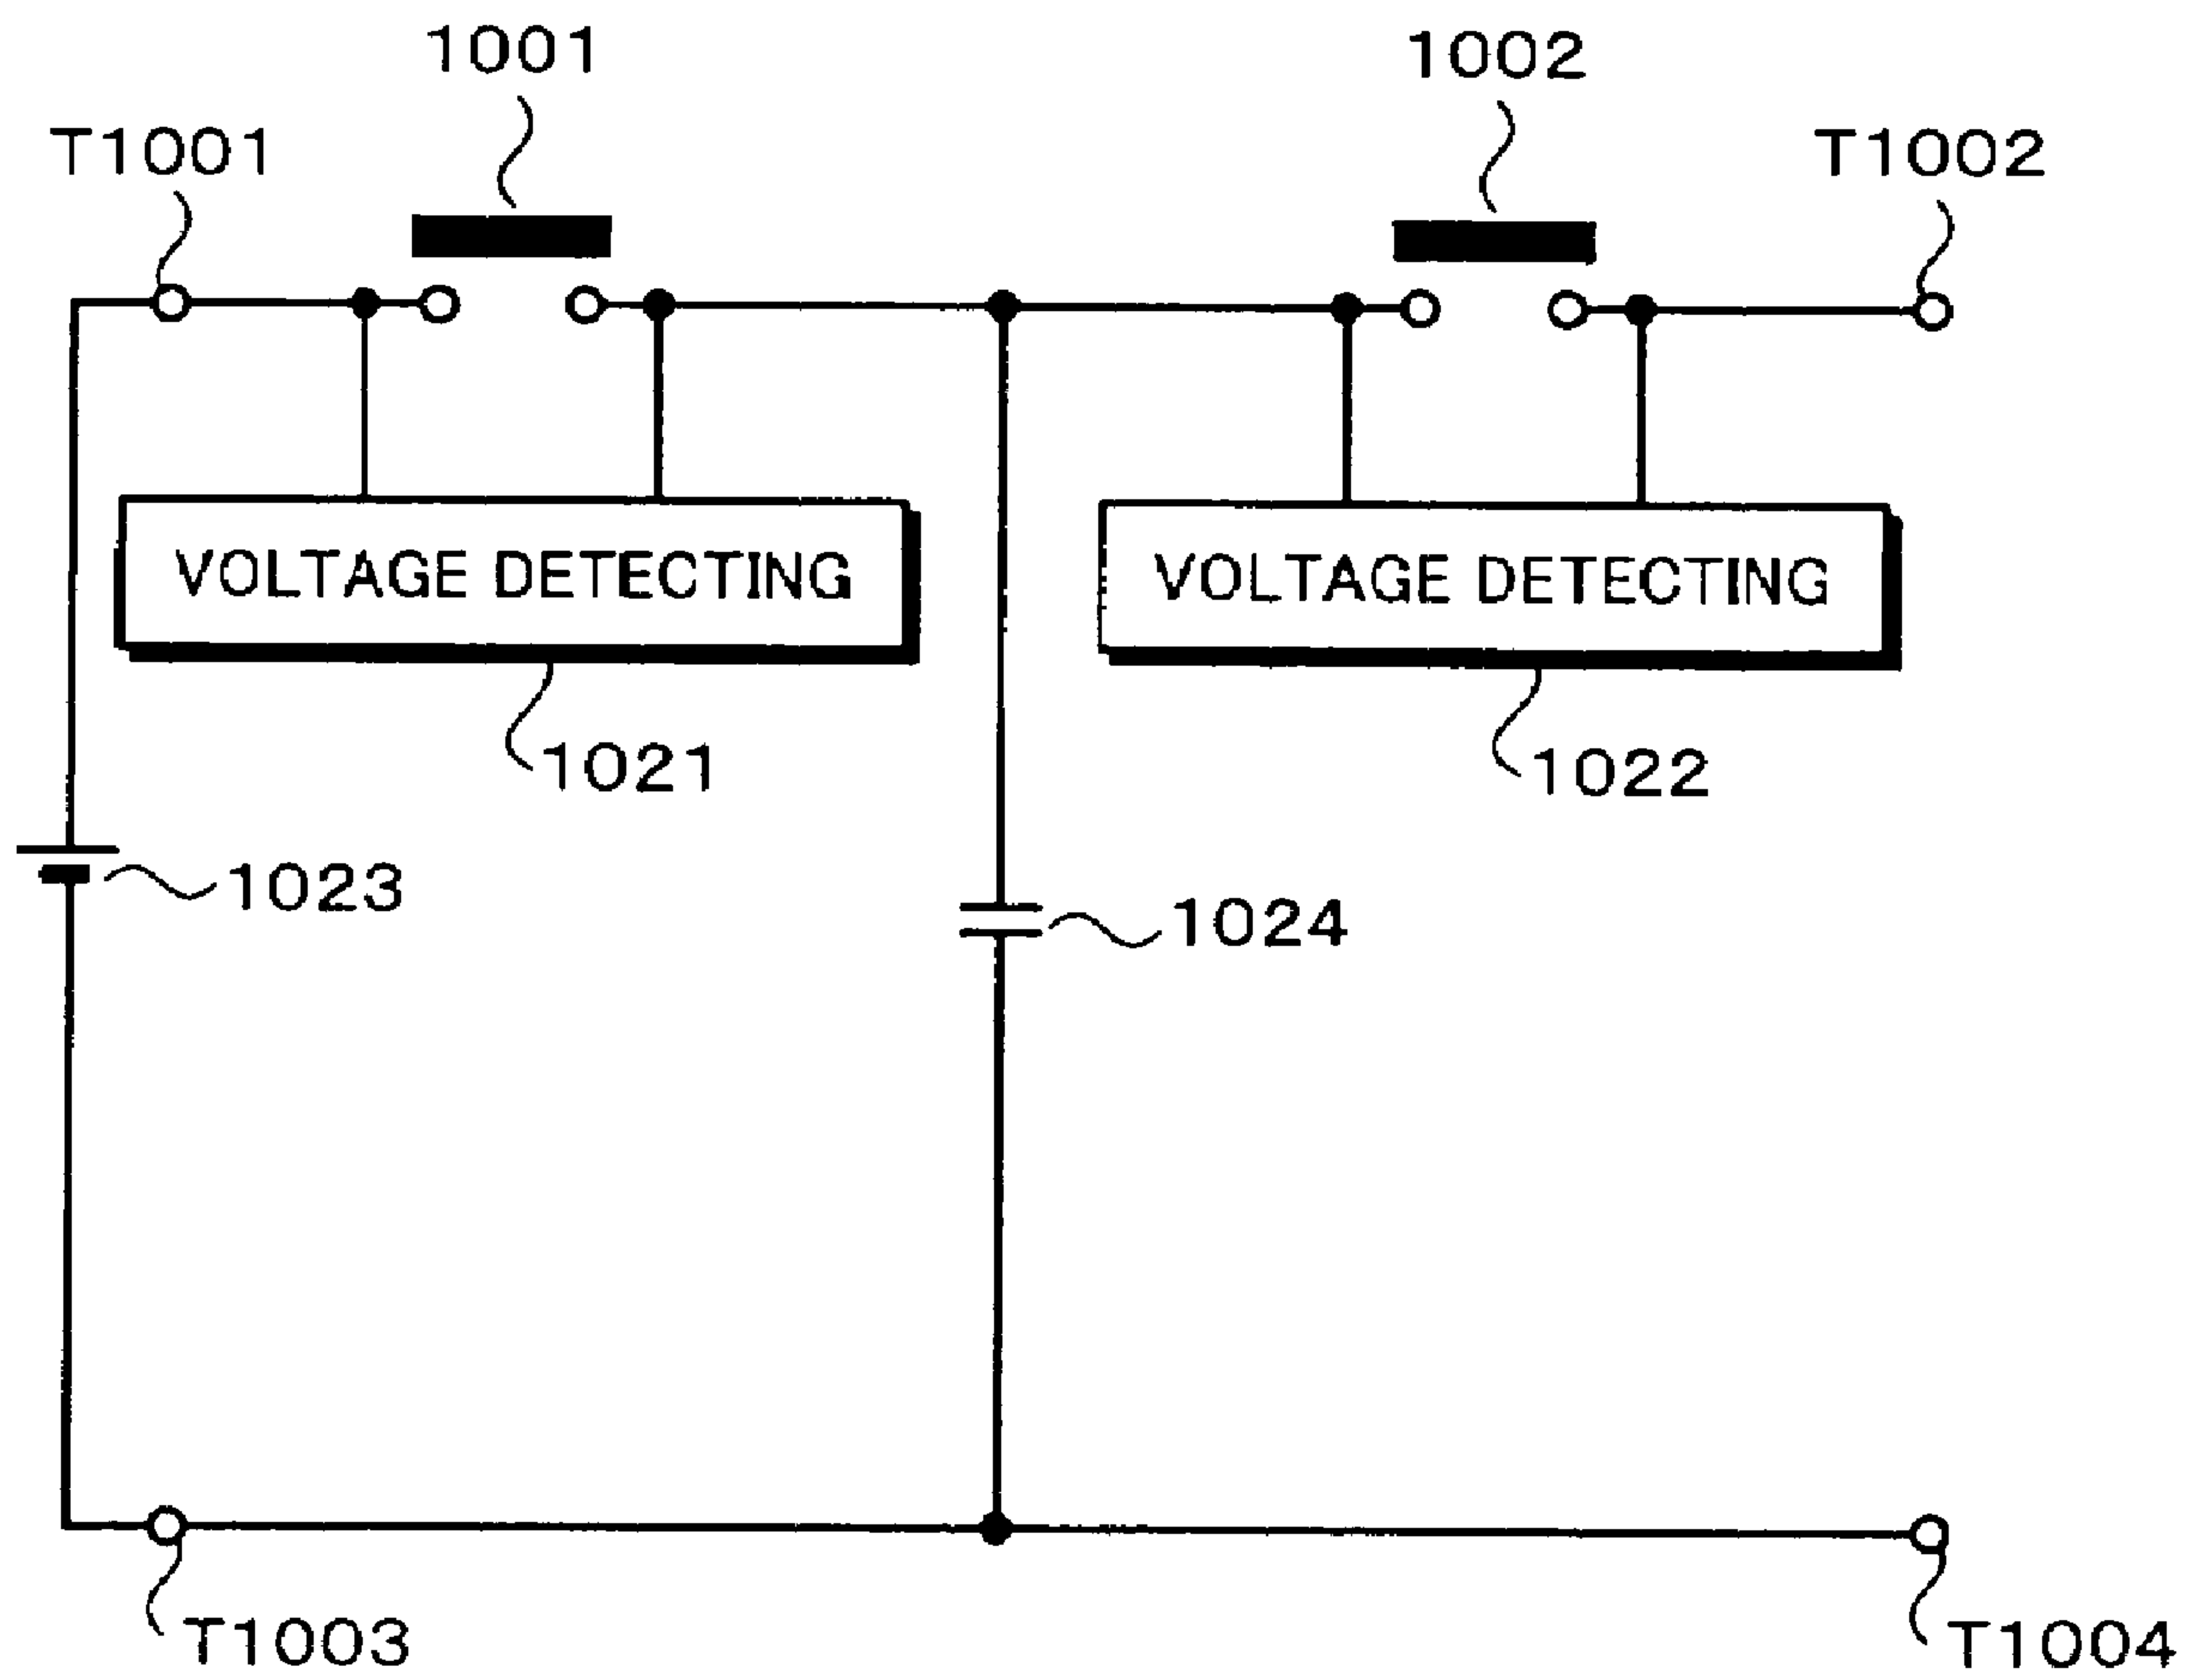 1001
1002
T1001
T1002
VOLTAGE DETECTING
VOLTAGE DETECTING
1021
1022
1023
1024
T1003
T1004